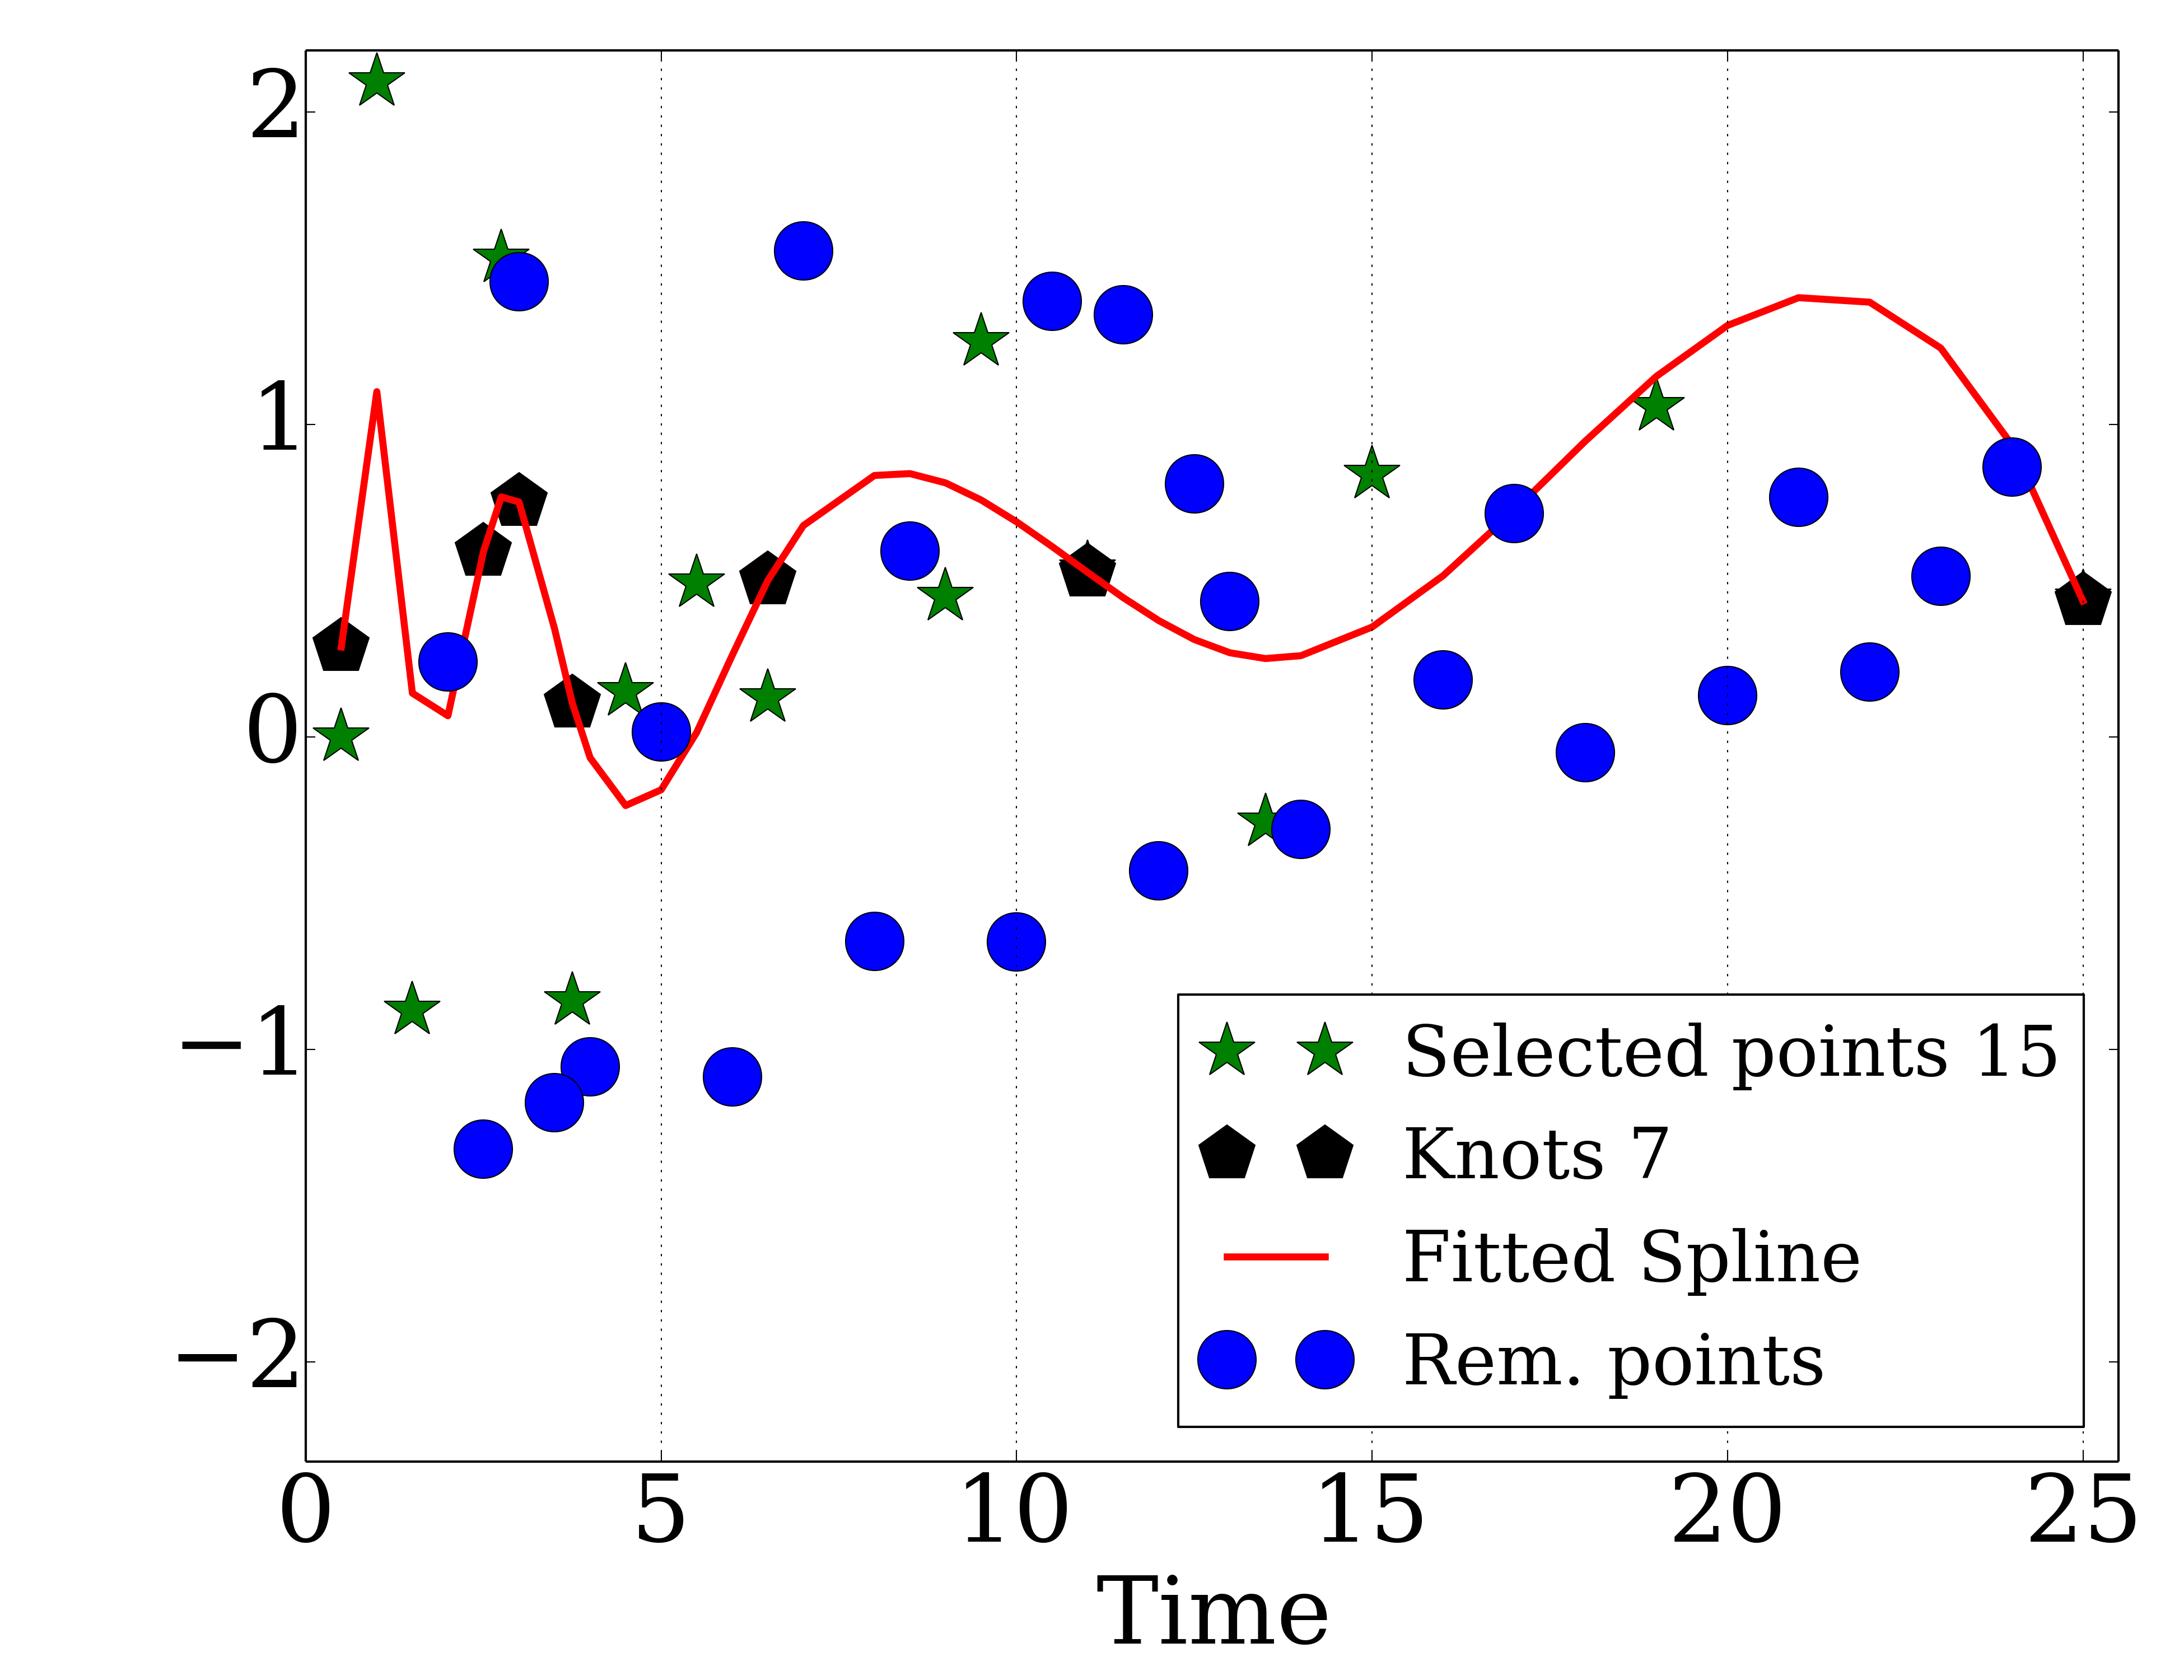 2
1
0
−1
−2
Selected points 15
Knots 7
Fitted Spline
Rem. points
0 5 10 15 20 25
Time